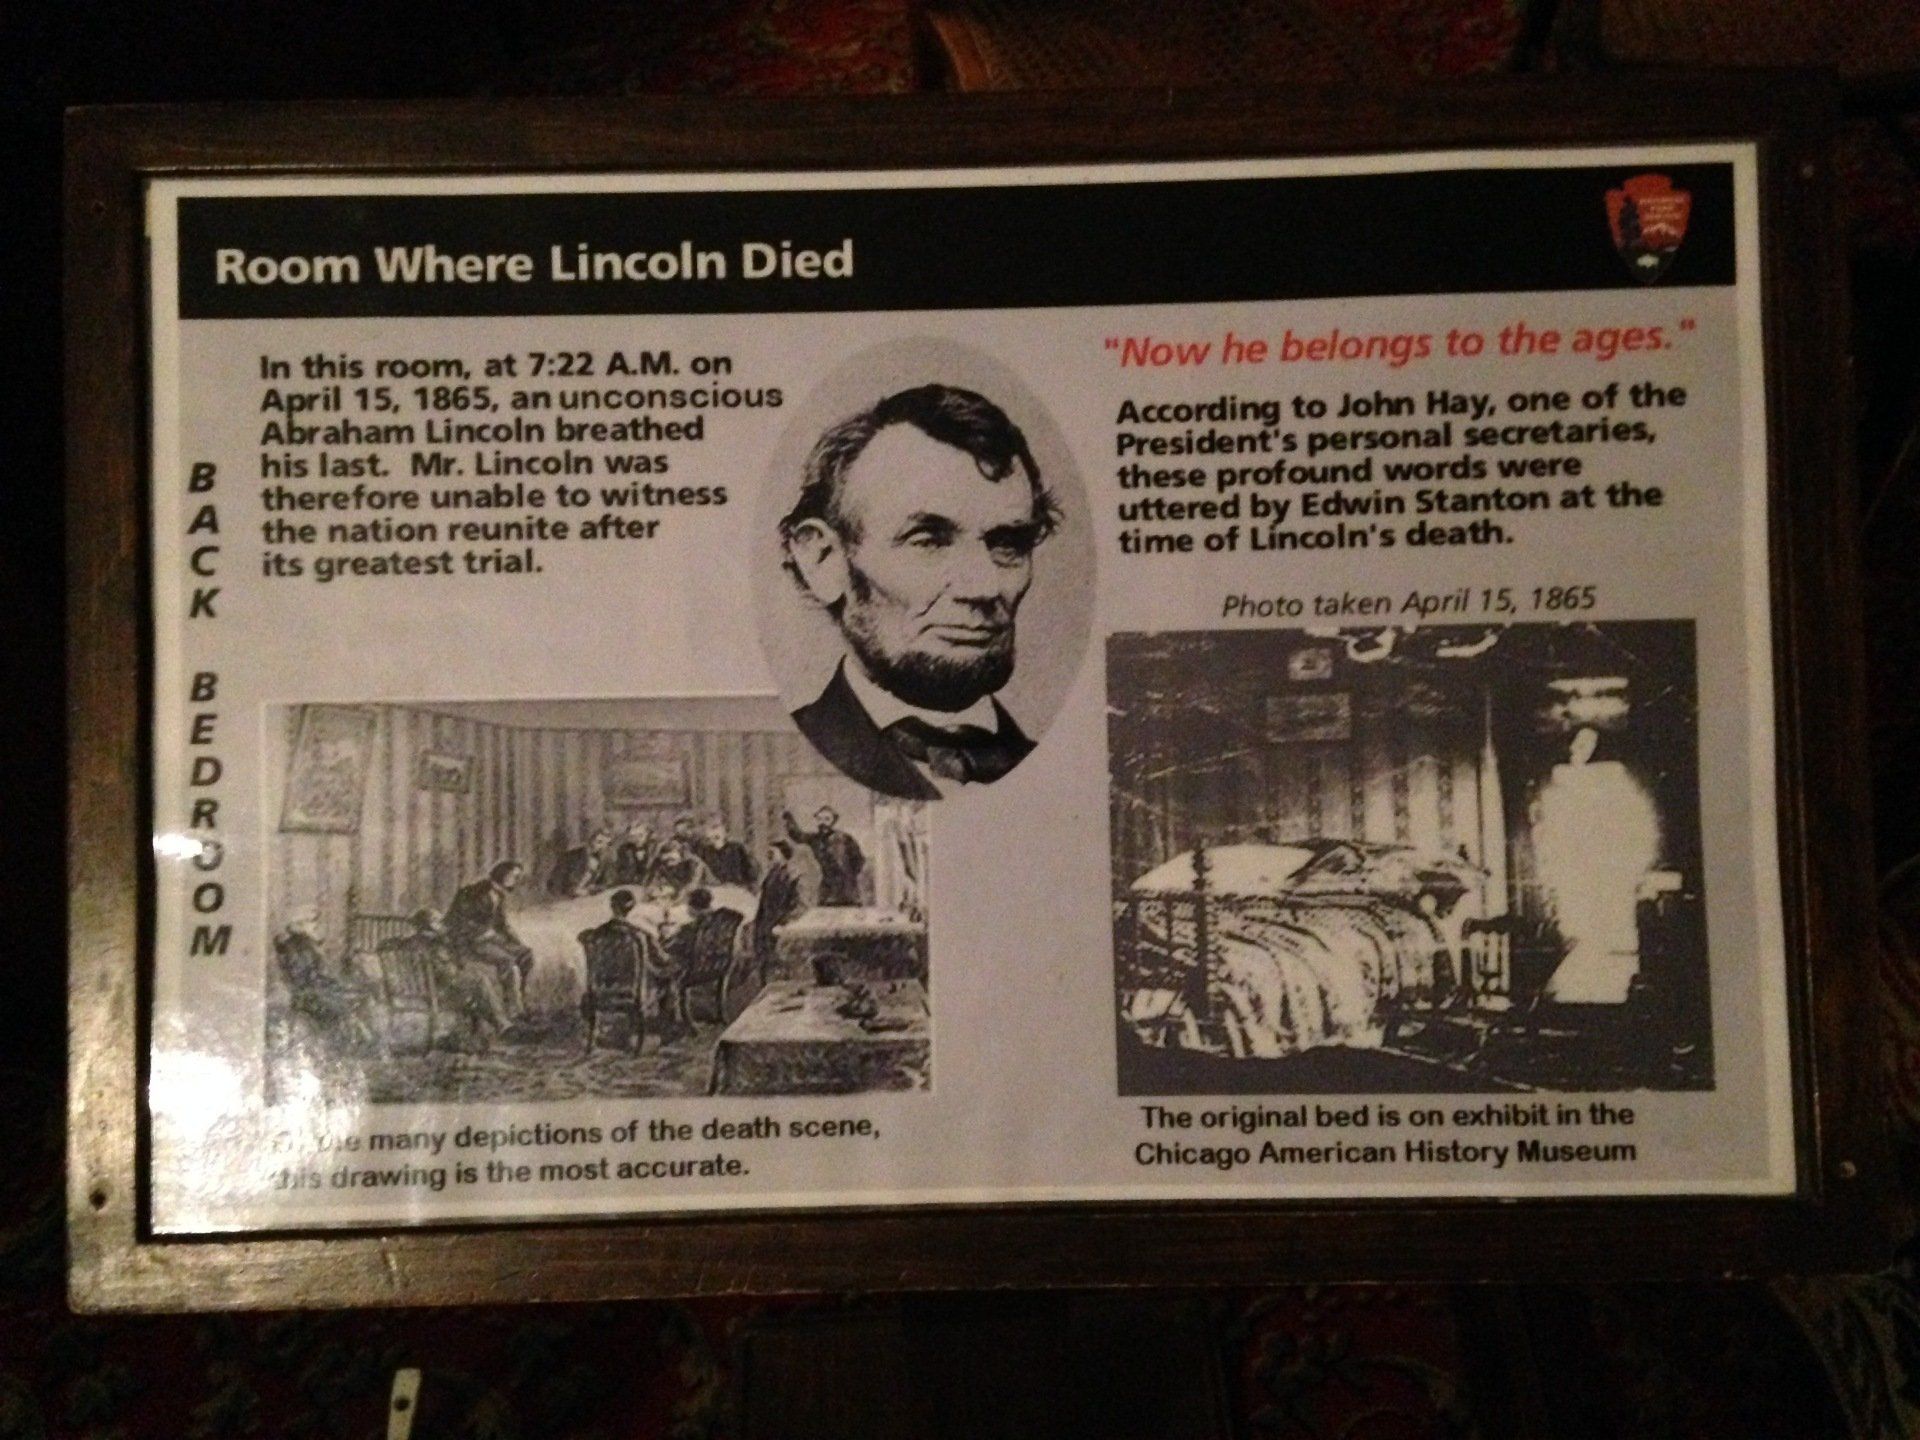 Room Where Lincoln Died
BACK BEDROOM
In this room, at 7:22 A.M. on
April 15, 1865, an unconscious
Abraham Lincoln breathed
his last. Mr. Lincoln was
therefore unable to witness
the nation reunite after
its greatest trial.
many depictions of the death scene,
this drawing is the most accurate.
"Now he belongs to the ages."
According to John Hay, one of the
President's personal secretaries,
these profound words were
uttered by Edwin Stanton at the
time of Lincoln's death.
Photo taken April 15, 1865
The original bed is on exhibit in the
Chicago American History Museum